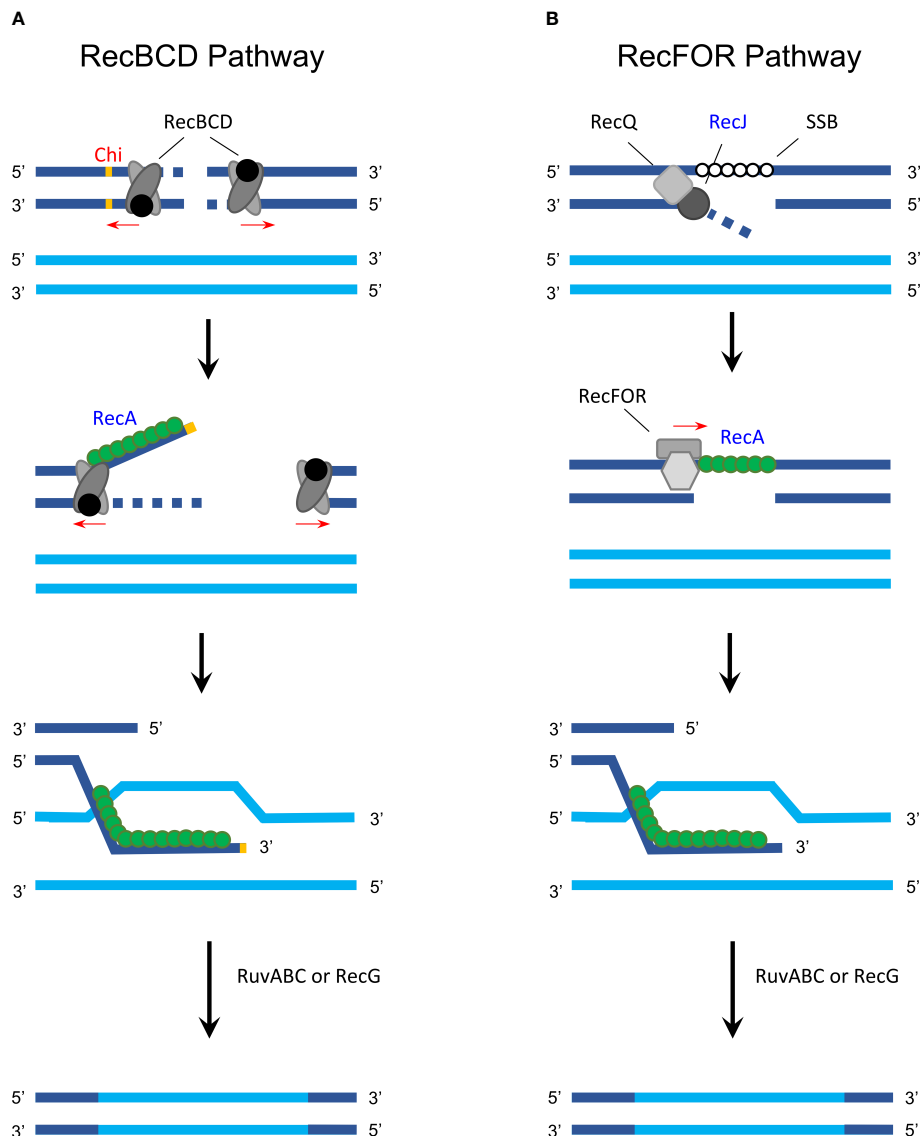 A
RecBCD Pathway
RecBCD
Chi
5’ 3’
3’ 5’
5’ 3’
3’ 5’
RecA
3’ 5’
5’
5’ 3’
3’
3’ 5’
RuvABC or RecG
5’ 3’
3’ 5’
B
RecFOR Pathway
RecQ RecJ SSB
5’ 3’
3’ 5’
5’ 3’
3’ 5’
RecFOR
RecA
3’ 5’
5’
5’ 3’
3’
3’ 5’
RuvABC or RecG
5’ 3’
3’ 5’